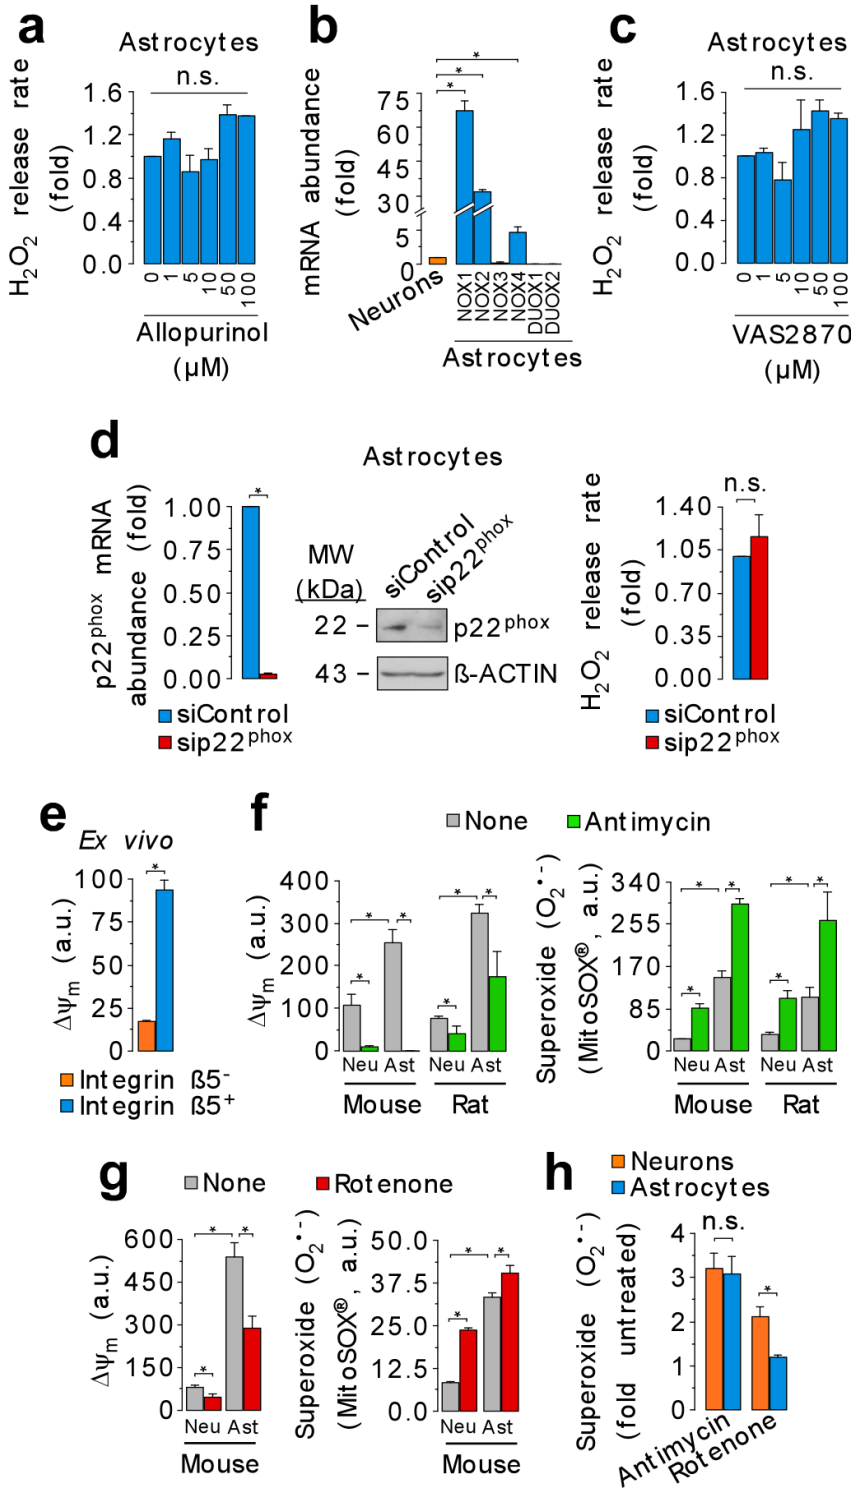 a
Astrocytes
n.s.
H₂O₂ release rate
(fold)
1.6
1.2
0.8
0.4
0.0
0
1
5
10
50
100
Allopurinol
(µM)
b
mRNA abundance
(fold)
*
*
*
75
60
45
30
5
0
Neurons
NOX1
NOX2
NOX3
NOX4
DUOX1
DUOX2
Astrocytes
c
Astrocytes
n.s.
H₂O₂ release rate
(fold)
1.6
1.2
0.8
0.4
0.0
0
1
5
10
50
100
VAS2870
(µM)
d
Astrocytes
p22ᵖʰᵒˣ mRNA
abundance (fold)
1.00
0.75
0.50
0.25
0.00
*
siControl
sip22ᵖʰᵒˣ
MW
(kDa)
siControl
sip22ᵖʰᵒˣ
22 –
p22ᵖʰᵒˣ
43 –
ß-ACTIN
H₂O₂ release rate
(fold)
n.s.
1.40
1.05
0.70
0.35
0.00
siControl
sip22ᵖʰᵒˣ
e
Ex vivo
ΔΨm (a.u.)
100
75
50
25
0
*
Integrin ß5⁻
Integrin ß5⁺
f
None
Antimycin
ΔΨm (a.u.)
400
300
200
100
0
*
*
*
*
*
*
Neu Ast
Neu Ast
Mouse
Rat
Superoxide (O₂•⁻)
(MitoSOX®, a.u.)
340
255
170
85
0
*
*
*
*
*
*
Neu Ast
Neu Ast
Mouse
Rat
g
None
Rotenone
ΔΨm (a.u.)
600
450
300
150
0
*
*
*
Neu Ast
Mouse
Superoxide (O₂•⁻)
(MitoSOX®, a.u.)
50.0
37.5
25.0
12.5
0.0
*
*
*
Neu Ast
Mouse
h
Neurons
Astrocytes
Superoxide (O₂•⁻)
(fold untreated)
4
3
2
1
0
n.s.
*
Antimycin
Rotenone